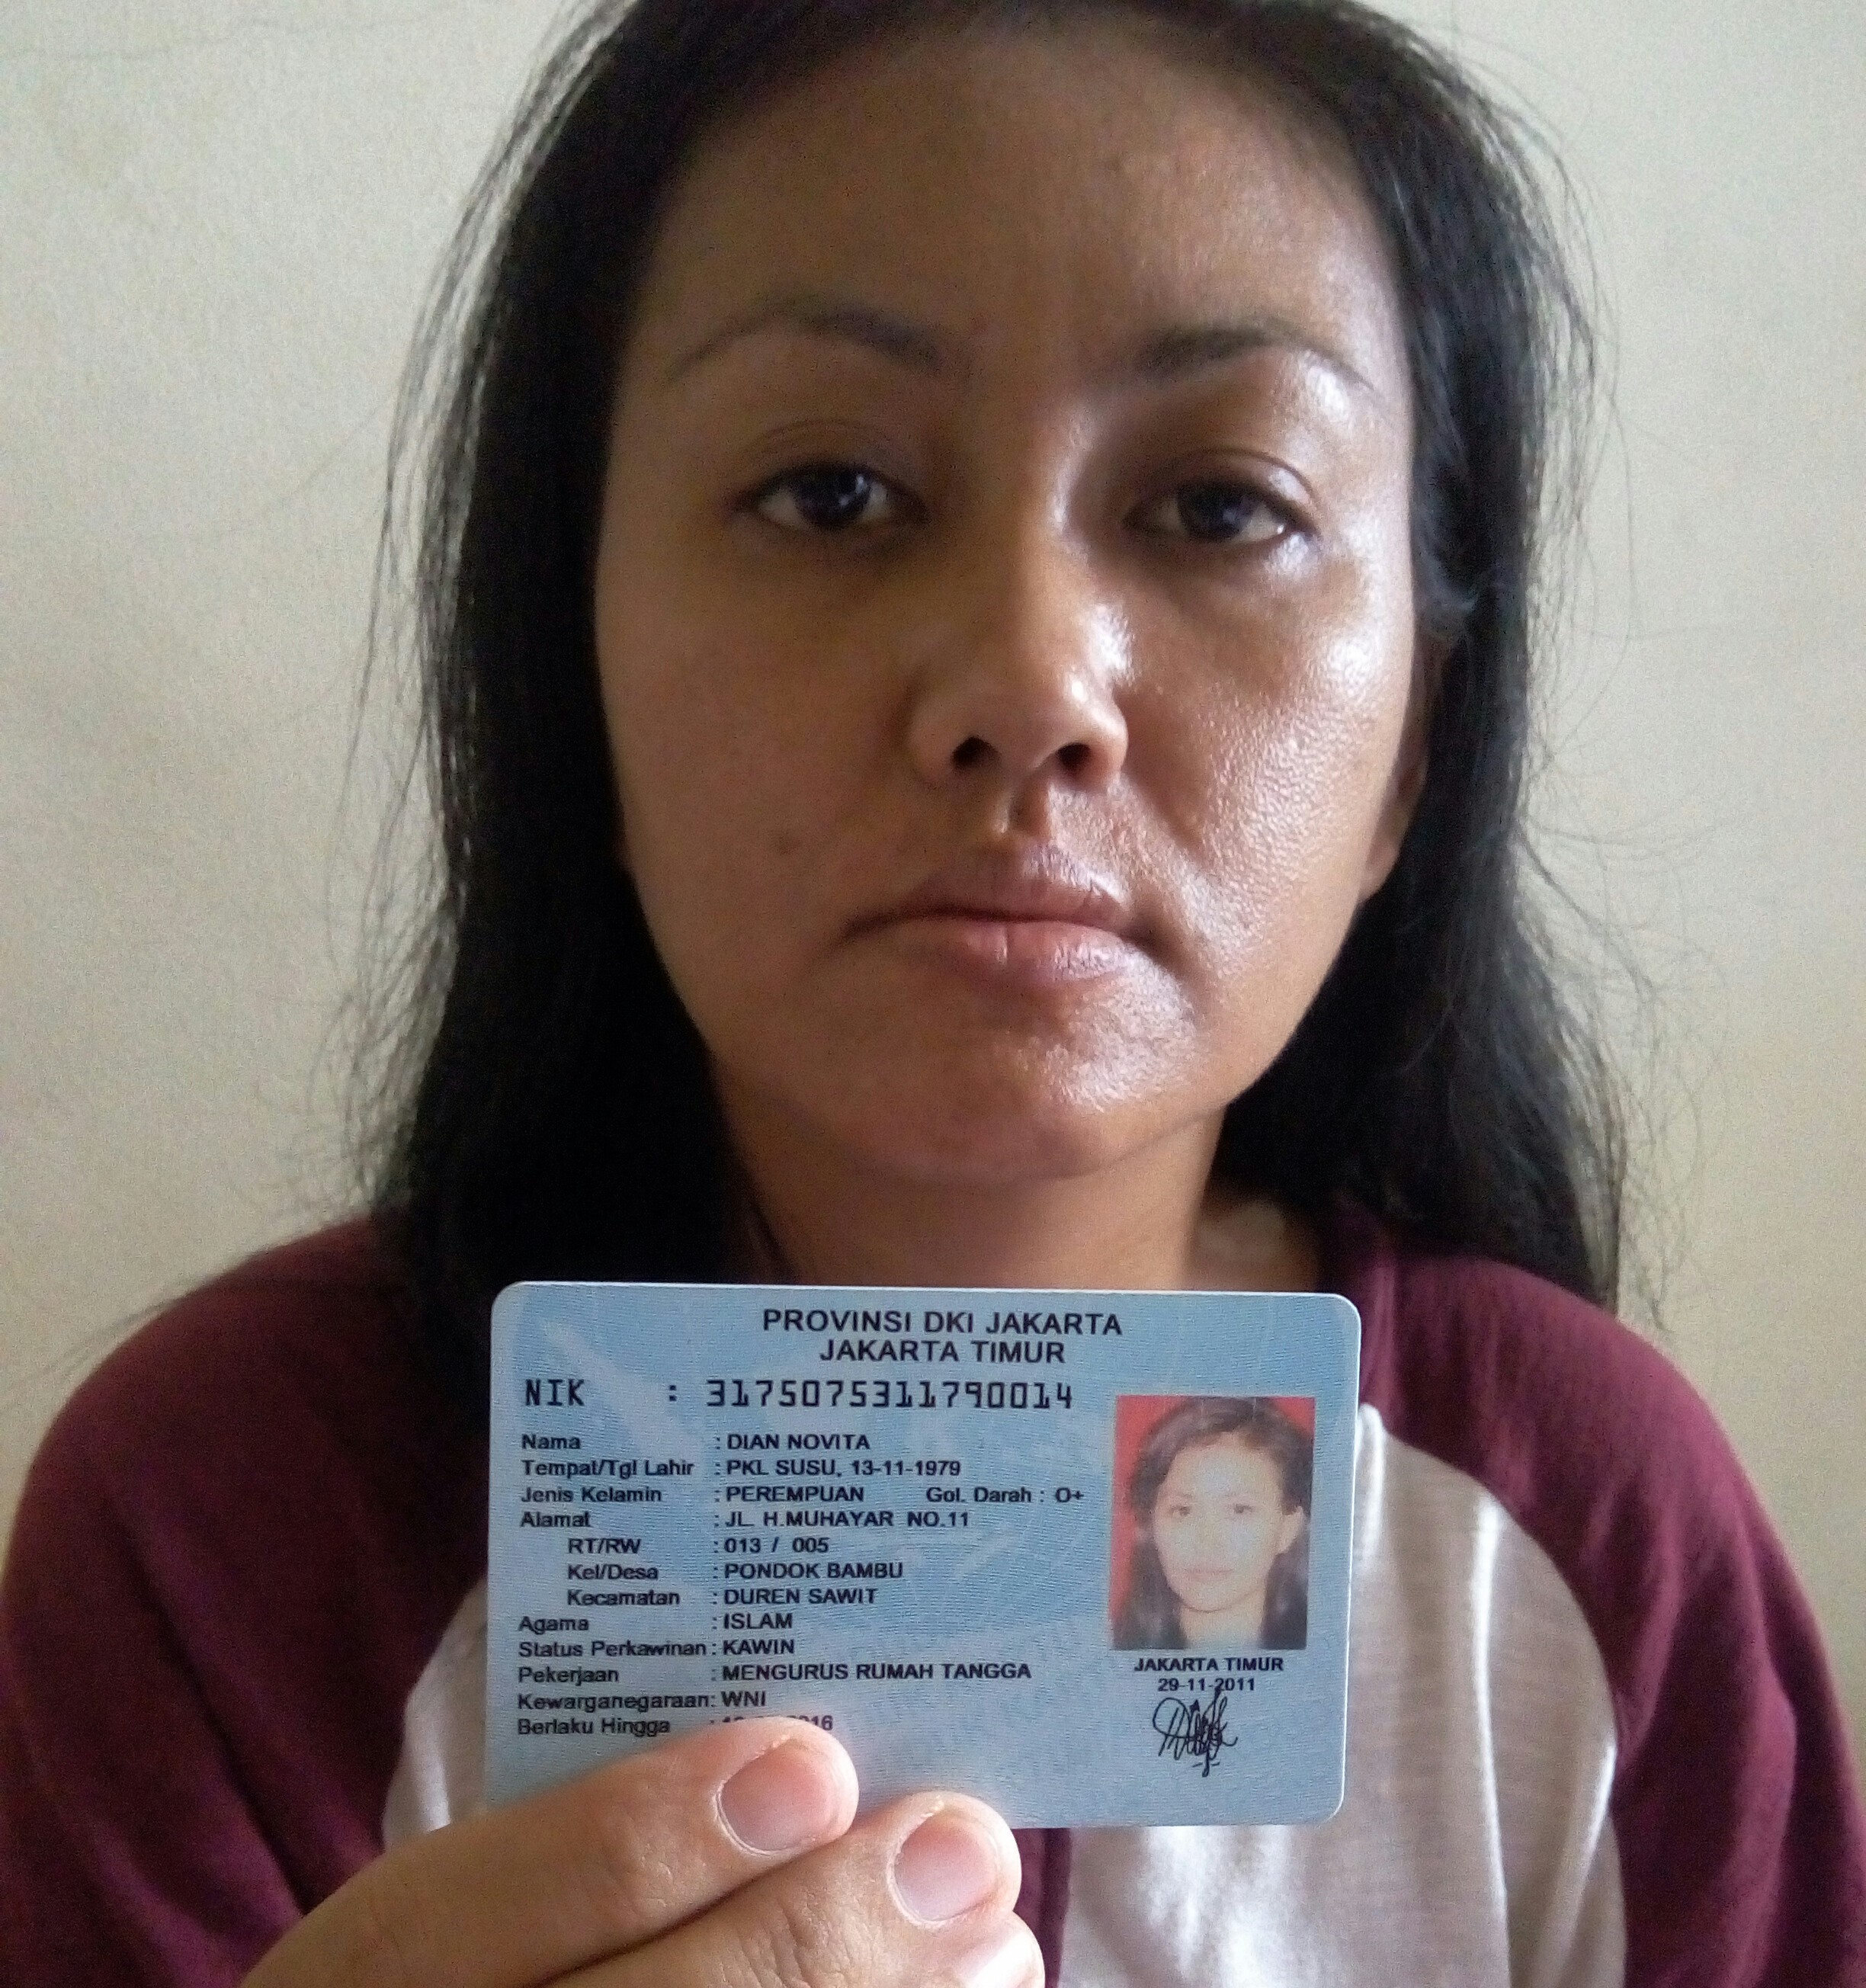 PROVINSI DKI JAKARTA
JAKARTA TIMUR
NIK : 3175075311790014
Nama : DIAN NOVITA
Tempat/Tgl Lahir : PKL SUSU, 13-11-1979
Jenis Kelamin : PEREMPUAN Gol. Darah : O+
Alamat : JL. H.MUHAYAR NO.11
RT/RW : 013 / 005
Kel/Desa : PONDOK BAMBU
Kecamatan : DUREN SAWIT
Agama : ISLAM
Status Perkawinan : KAWIN
Pekerjaan : MENGURUS RUMAH TANGGA
Kewarganegaraan: WNI
Berlaku Hingga :
JAKARTA TIMUR
29-11-2011